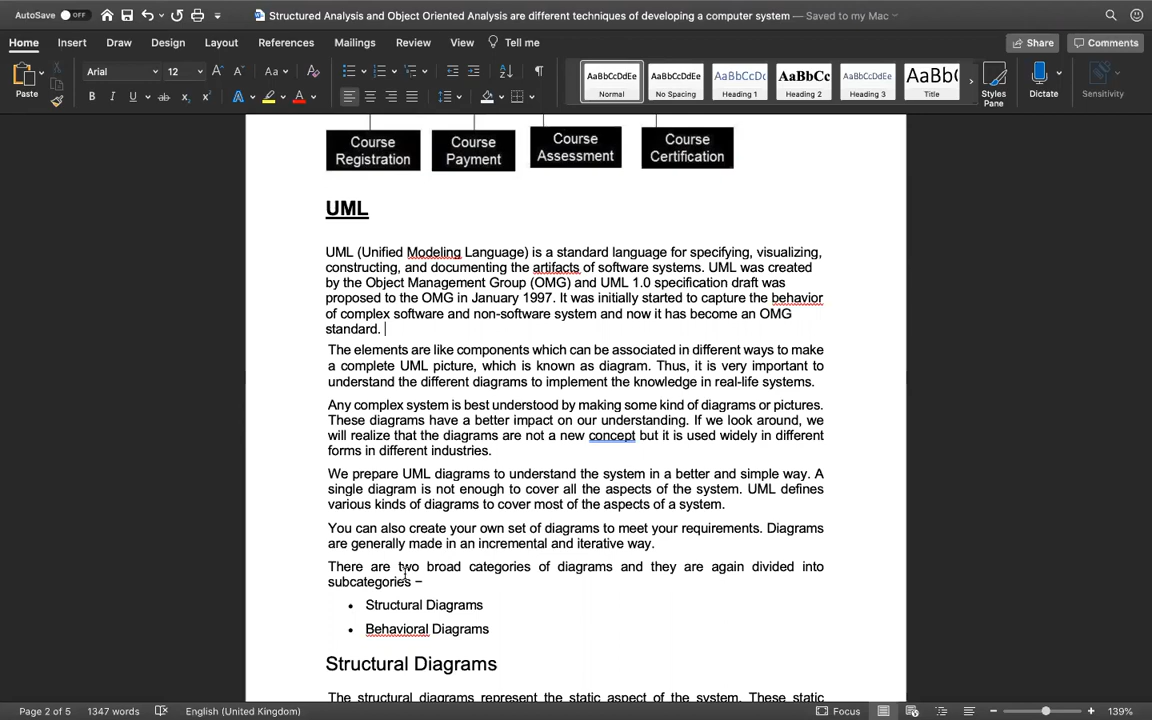 AutoSave OFF Structured Analysis and Object Oriented Analysis are different techniques of developing a computer system — Saved to my Mac
Home Insert Draw Design Layout References Mailings Review View Tell me Share Comments
Paste Arial 12 Aa AaBbCcDdEe Normal AaBbCcDdEe No Spacing AaBbCcDc Heading 1 AaBbCc Heading 2 AaBbCcDdEe Heading 3 AaBb( Title Styles Pane Dictate Sensitivity
B I U ab x x A A
Course Registration
Course Payment
Course Assessment
Course Certification
UML
UML (Unified Modeling Language) is a standard language for specifying, visualizing,
constructing, and documenting the artifacts of software systems. UML was created
by the Object Management Group (OMG) and UML 1.0 specification draft was
proposed to the OMG in January 1997. It was initially started to capture the behavior
of complex software and non-software system and now it has become an OMG
standard.
The elements are like components which can be associated in different ways to make
a complete UML picture, which is known as diagram. Thus, it is very important to
understand the different diagrams to implement the knowledge in real-life systems.
Any complex system is best understood by making some kind of diagrams or pictures.
These diagrams have a better impact on our understanding. If we look around, we
will realize that the diagrams are not a new concept but it is used widely in different
forms in different industries.
We prepare UML diagrams to understand the system in a better and simple way. A
single diagram is not enough to cover all the aspects of the system. UML defines
various kinds of diagrams to cover most of the aspects of a system.
You can also create your own set of diagrams to meet your requirements. Diagrams
are generally made in an incremental and iterative way.
There are two broad categories of diagrams and they are again divided into
subcategories −
• Structural Diagrams
• Behavioral Diagrams
Structural Diagrams
The structural diagrams represent the static aspect of the system. These static
Page 2 of 5 1347 words English (United Kingdom) Focus 139%